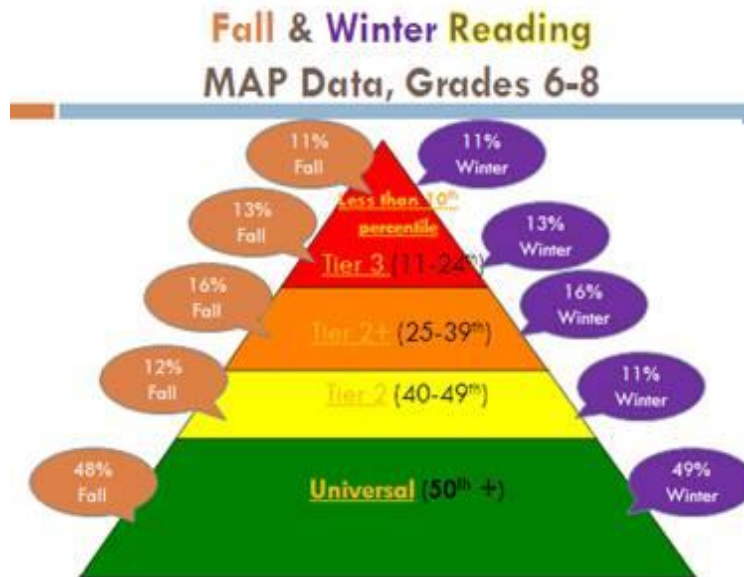 Fall & Winter Reading
MAP Data, Grades 6-8
11%
Fall
11%
Winter
Less than 10th
percentile
13%
Fall
13%
Winter
Tier 3 (11-24th)
16%
Fall
16%
Winter
Tier 2+ (25-39th)
12%
Fall
11%
Winter
Tier 2 (40-49th)
48%
Fall
49%
Winter
Universal (50th +)